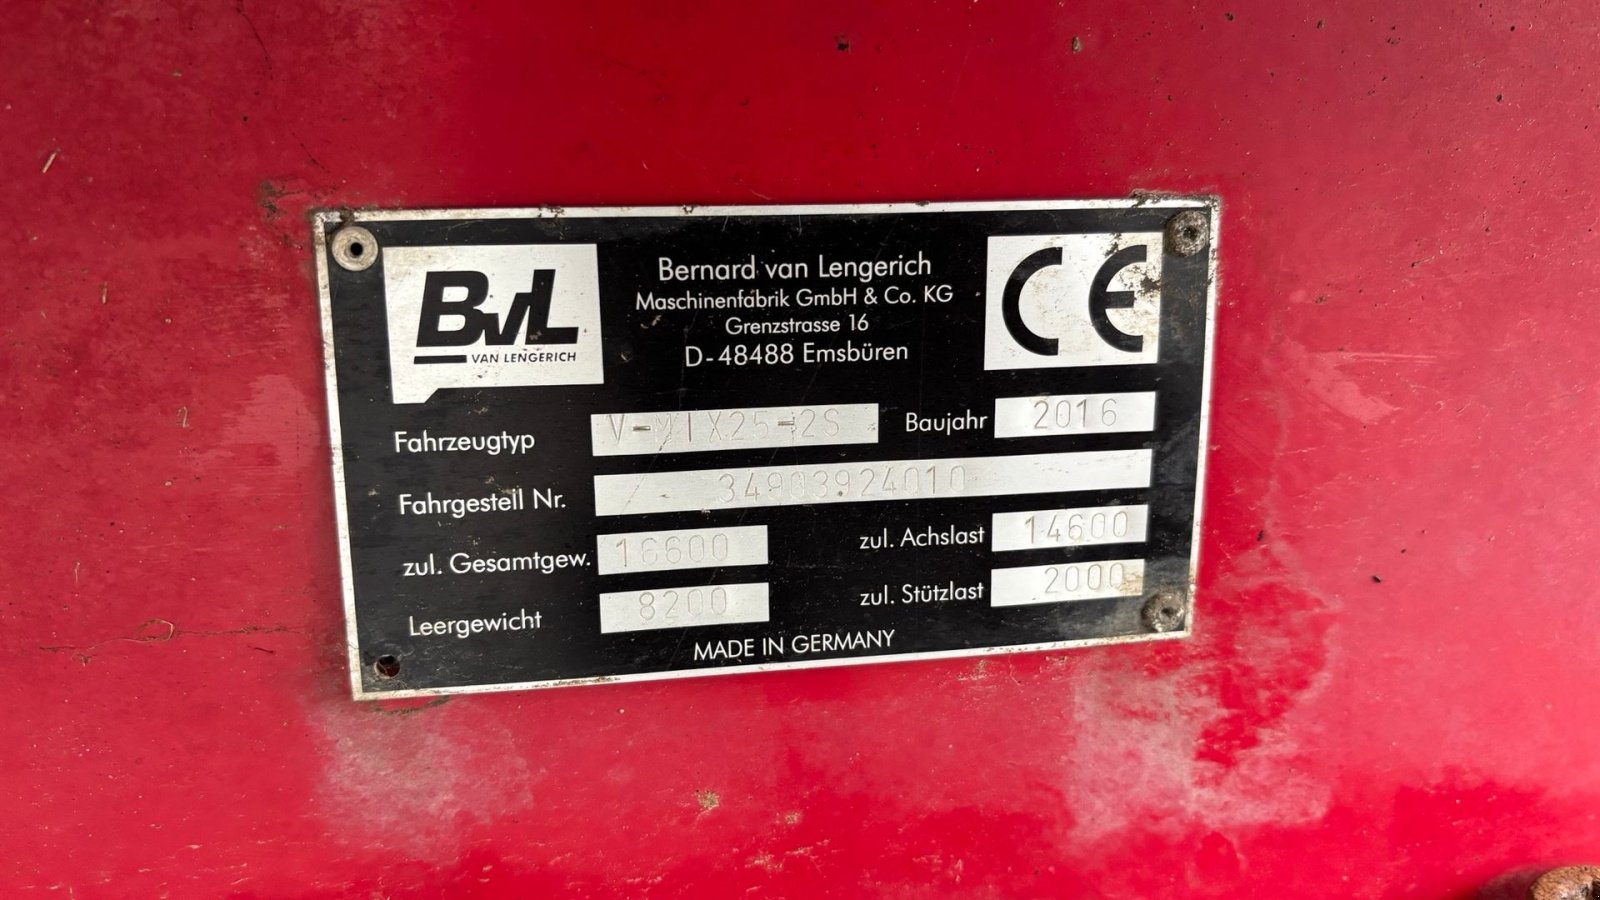 BvL
VAN LENGERICH
Bernard van Lengerich
Maschinenfabrik GmbH & Co. KG
Grenzstrasse 16
D-48488 Emsbüren
CE
Fahrzeugtyp V-MIX25-2S Baujahr 2016
Fahrgestell Nr.
zul. Gesamtgew. 16600 zul. Achslast 14600
Leergewicht 8200 zul. Stützlast 2000
MADE IN GERMANY